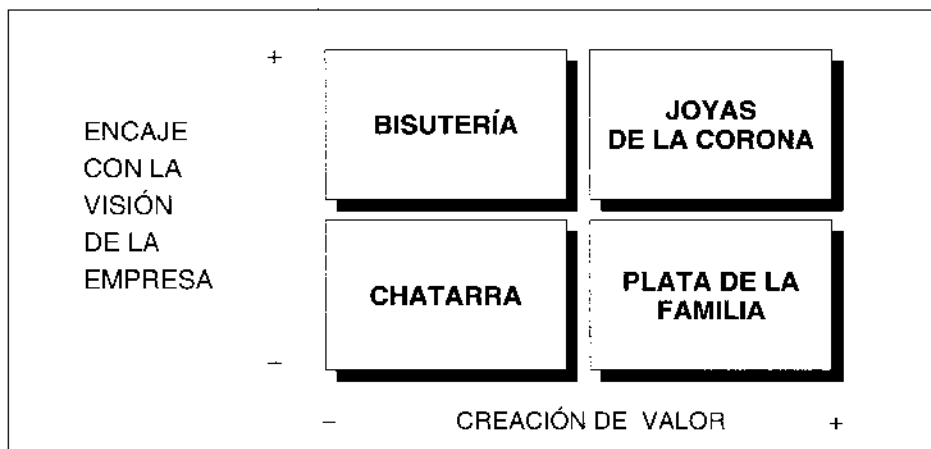 +
ENCAJE
CON LA
VISIÓN
DE LA
EMPRESA
BISUTERÍA
JOYAS
DE LA CORONA
CHATARRA
PLATA DE LA
FAMILIA
–
– CREACIÓN DE VALOR +